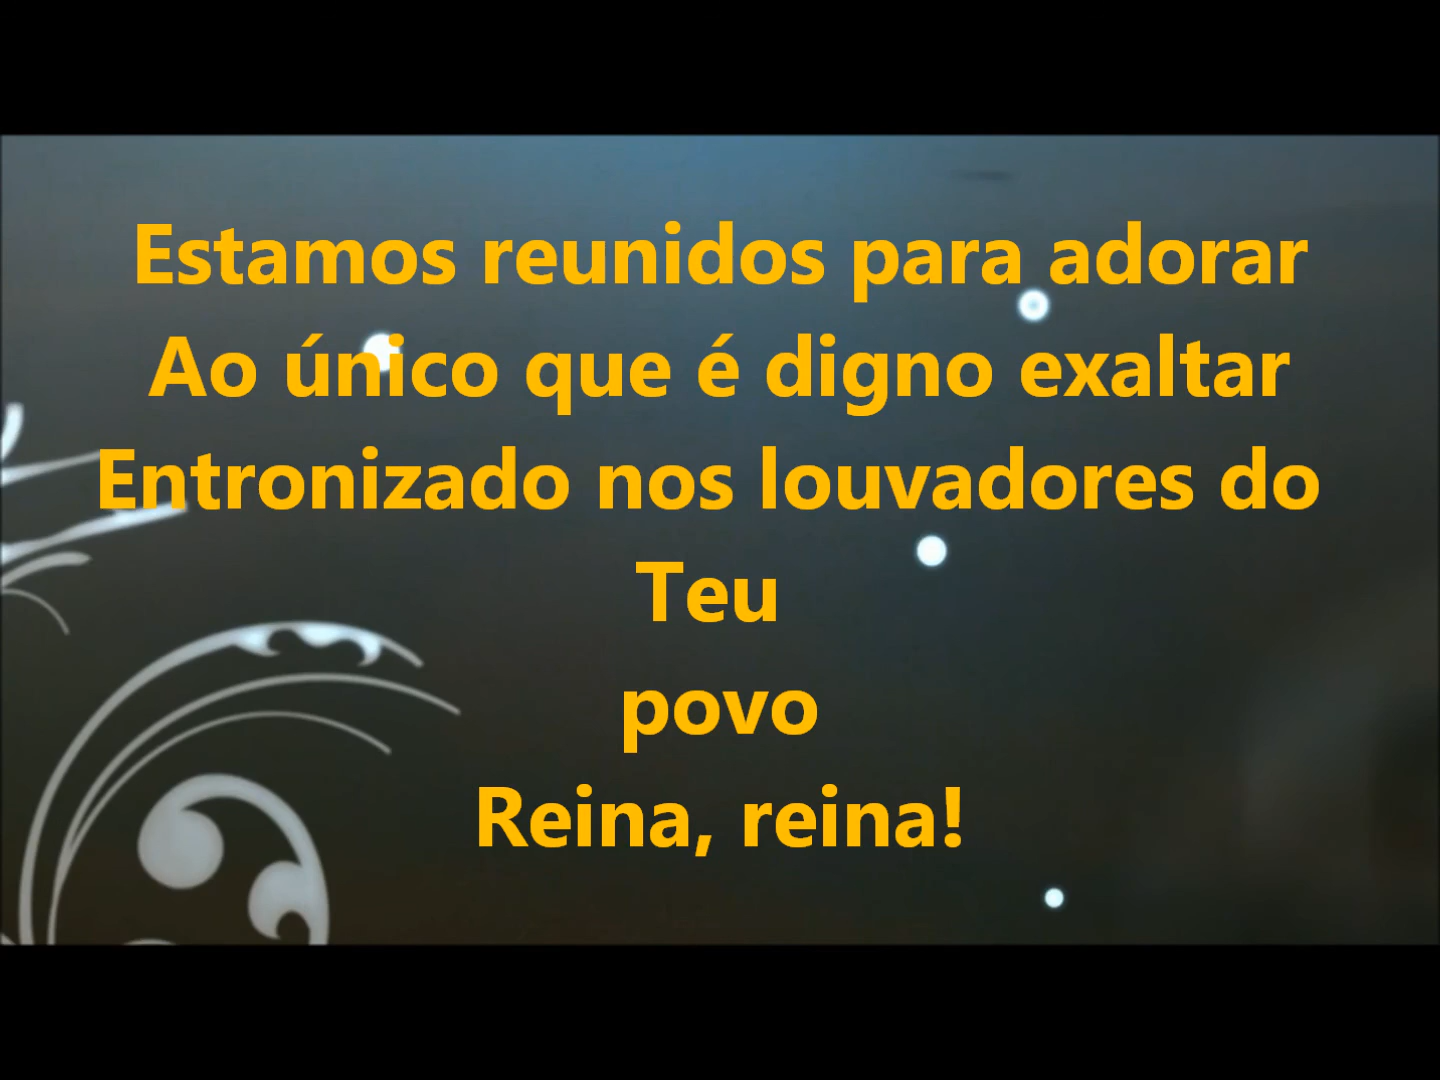 Estamos reunidos para adorar
Ao único que é digno exaltar
Entronizado nos louvadores do
Teu
povo
Reina, reina!